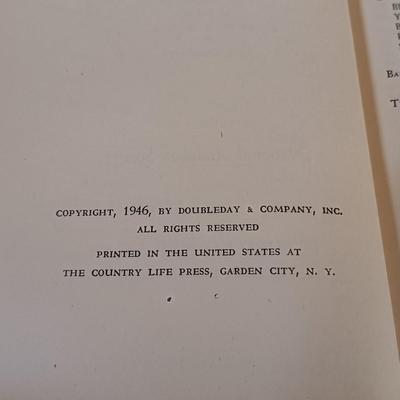 COPYRIGHT, 1946, BY DOUBLEDAY & COMPANY, INC.
ALL RIGHTS RESERVED
PRINTED IN THE UNITED STATES AT
THE COUNTRY LIFE PRESS, GARDEN CITY, N. Y.